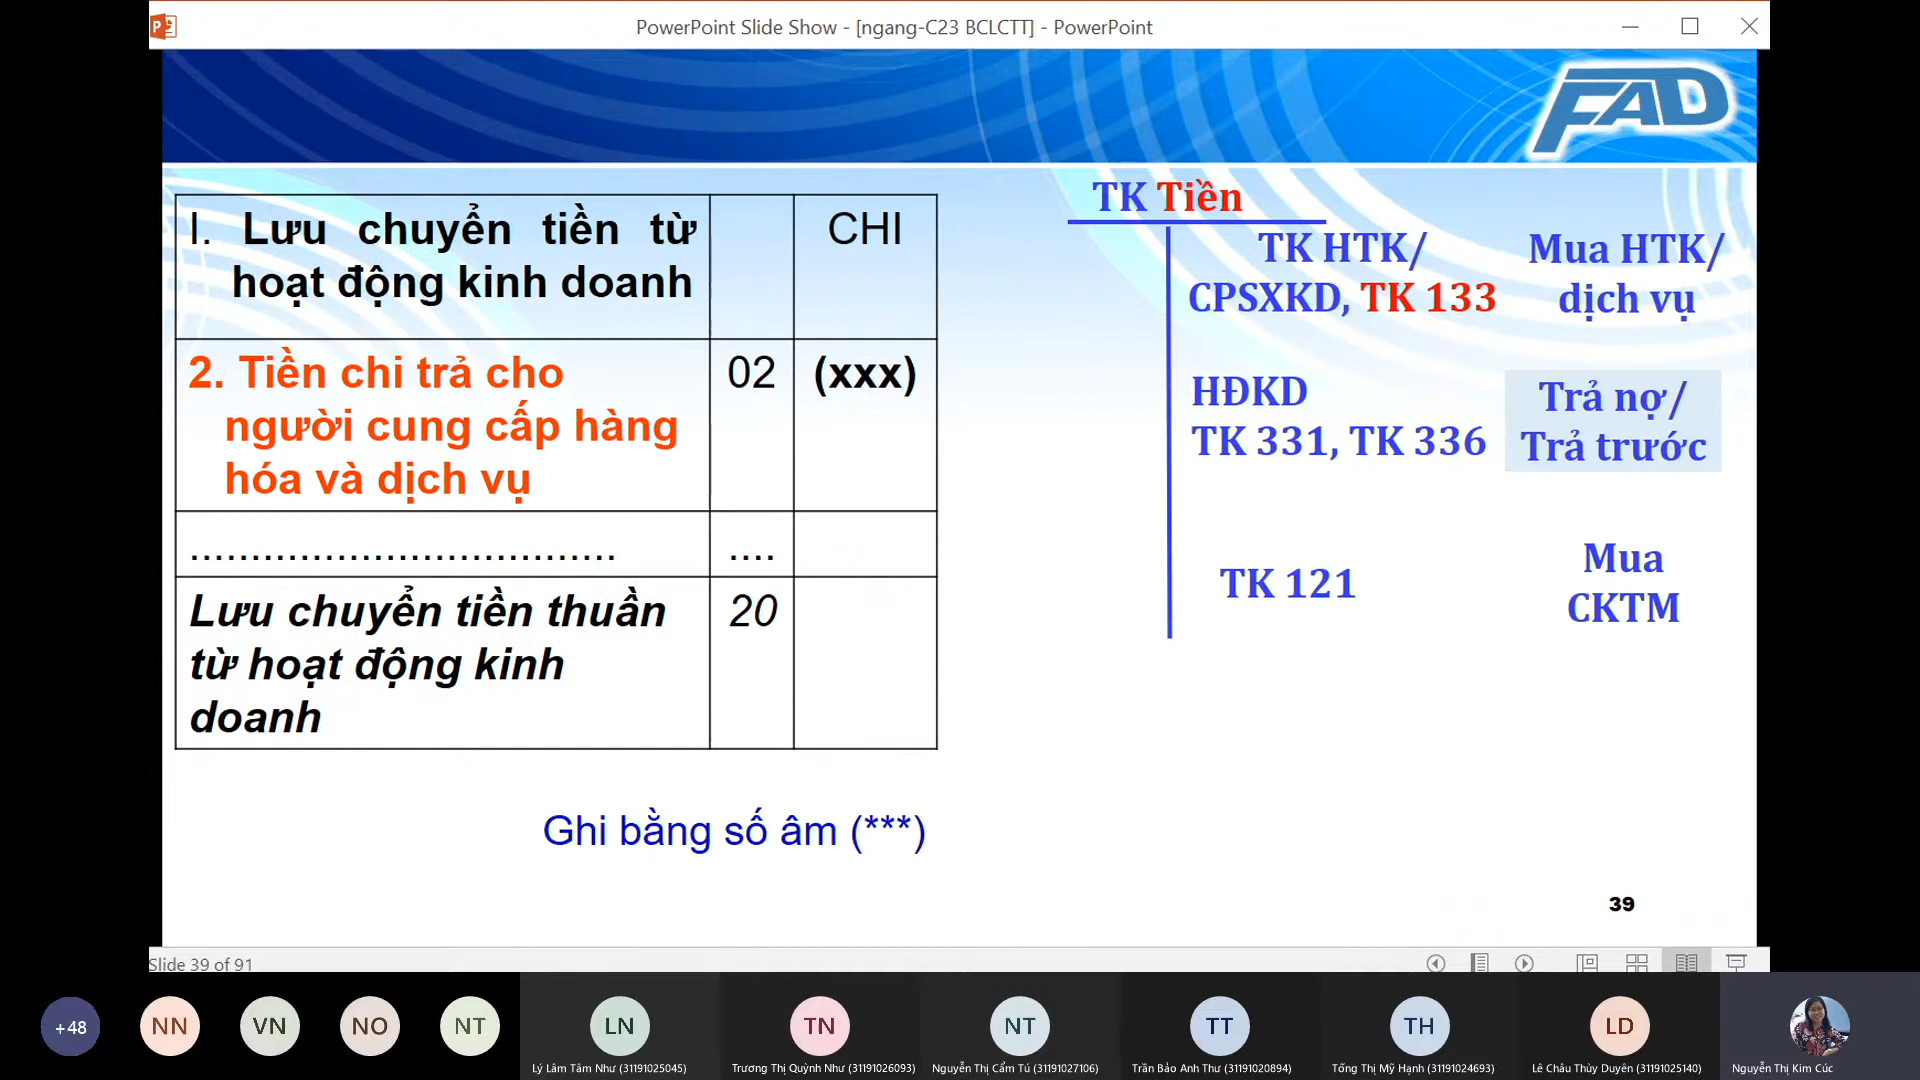 PowerPoint Slide Show - [ngang-C23 BCLCTT] - PowerPoint
FAD
I. Lưu chuyển tiền từ
hoạt động kinh doanh
CHI
2. Tiền chi trả cho
người cung cấp hàng
hóa và dịch vụ
02
(xxx)
..................................
....
Lưu chuyển tiền thuần
từ hoạt động kinh
doanh
20
Ghi bằng số âm (***)
TK Tiền
TK HTK/
CPSXKD, TK 133
Mua HTK/
dịch vụ
HĐKD
TK 331, TK 336
Trả nợ/
Trả trước
TK 121
Mua
CKTM
39
Slide 39 of 91
+48
NN
VN
NO
NT
LN
Lý Lâm Tâm Như (31191025045)
TN
Trương Thị Quỳnh Như (31191026093)
NT
Nguyễn Thị Cẩm Tú (31191027106)
TT
Trần Bảo Anh Thư (31191020894)
TH
Tống Thị Mỹ Hạnh (31191024693)
LD
Lê Châu Thùy Duyên (31191025140)
Nguyễn Thị Kim Cúc